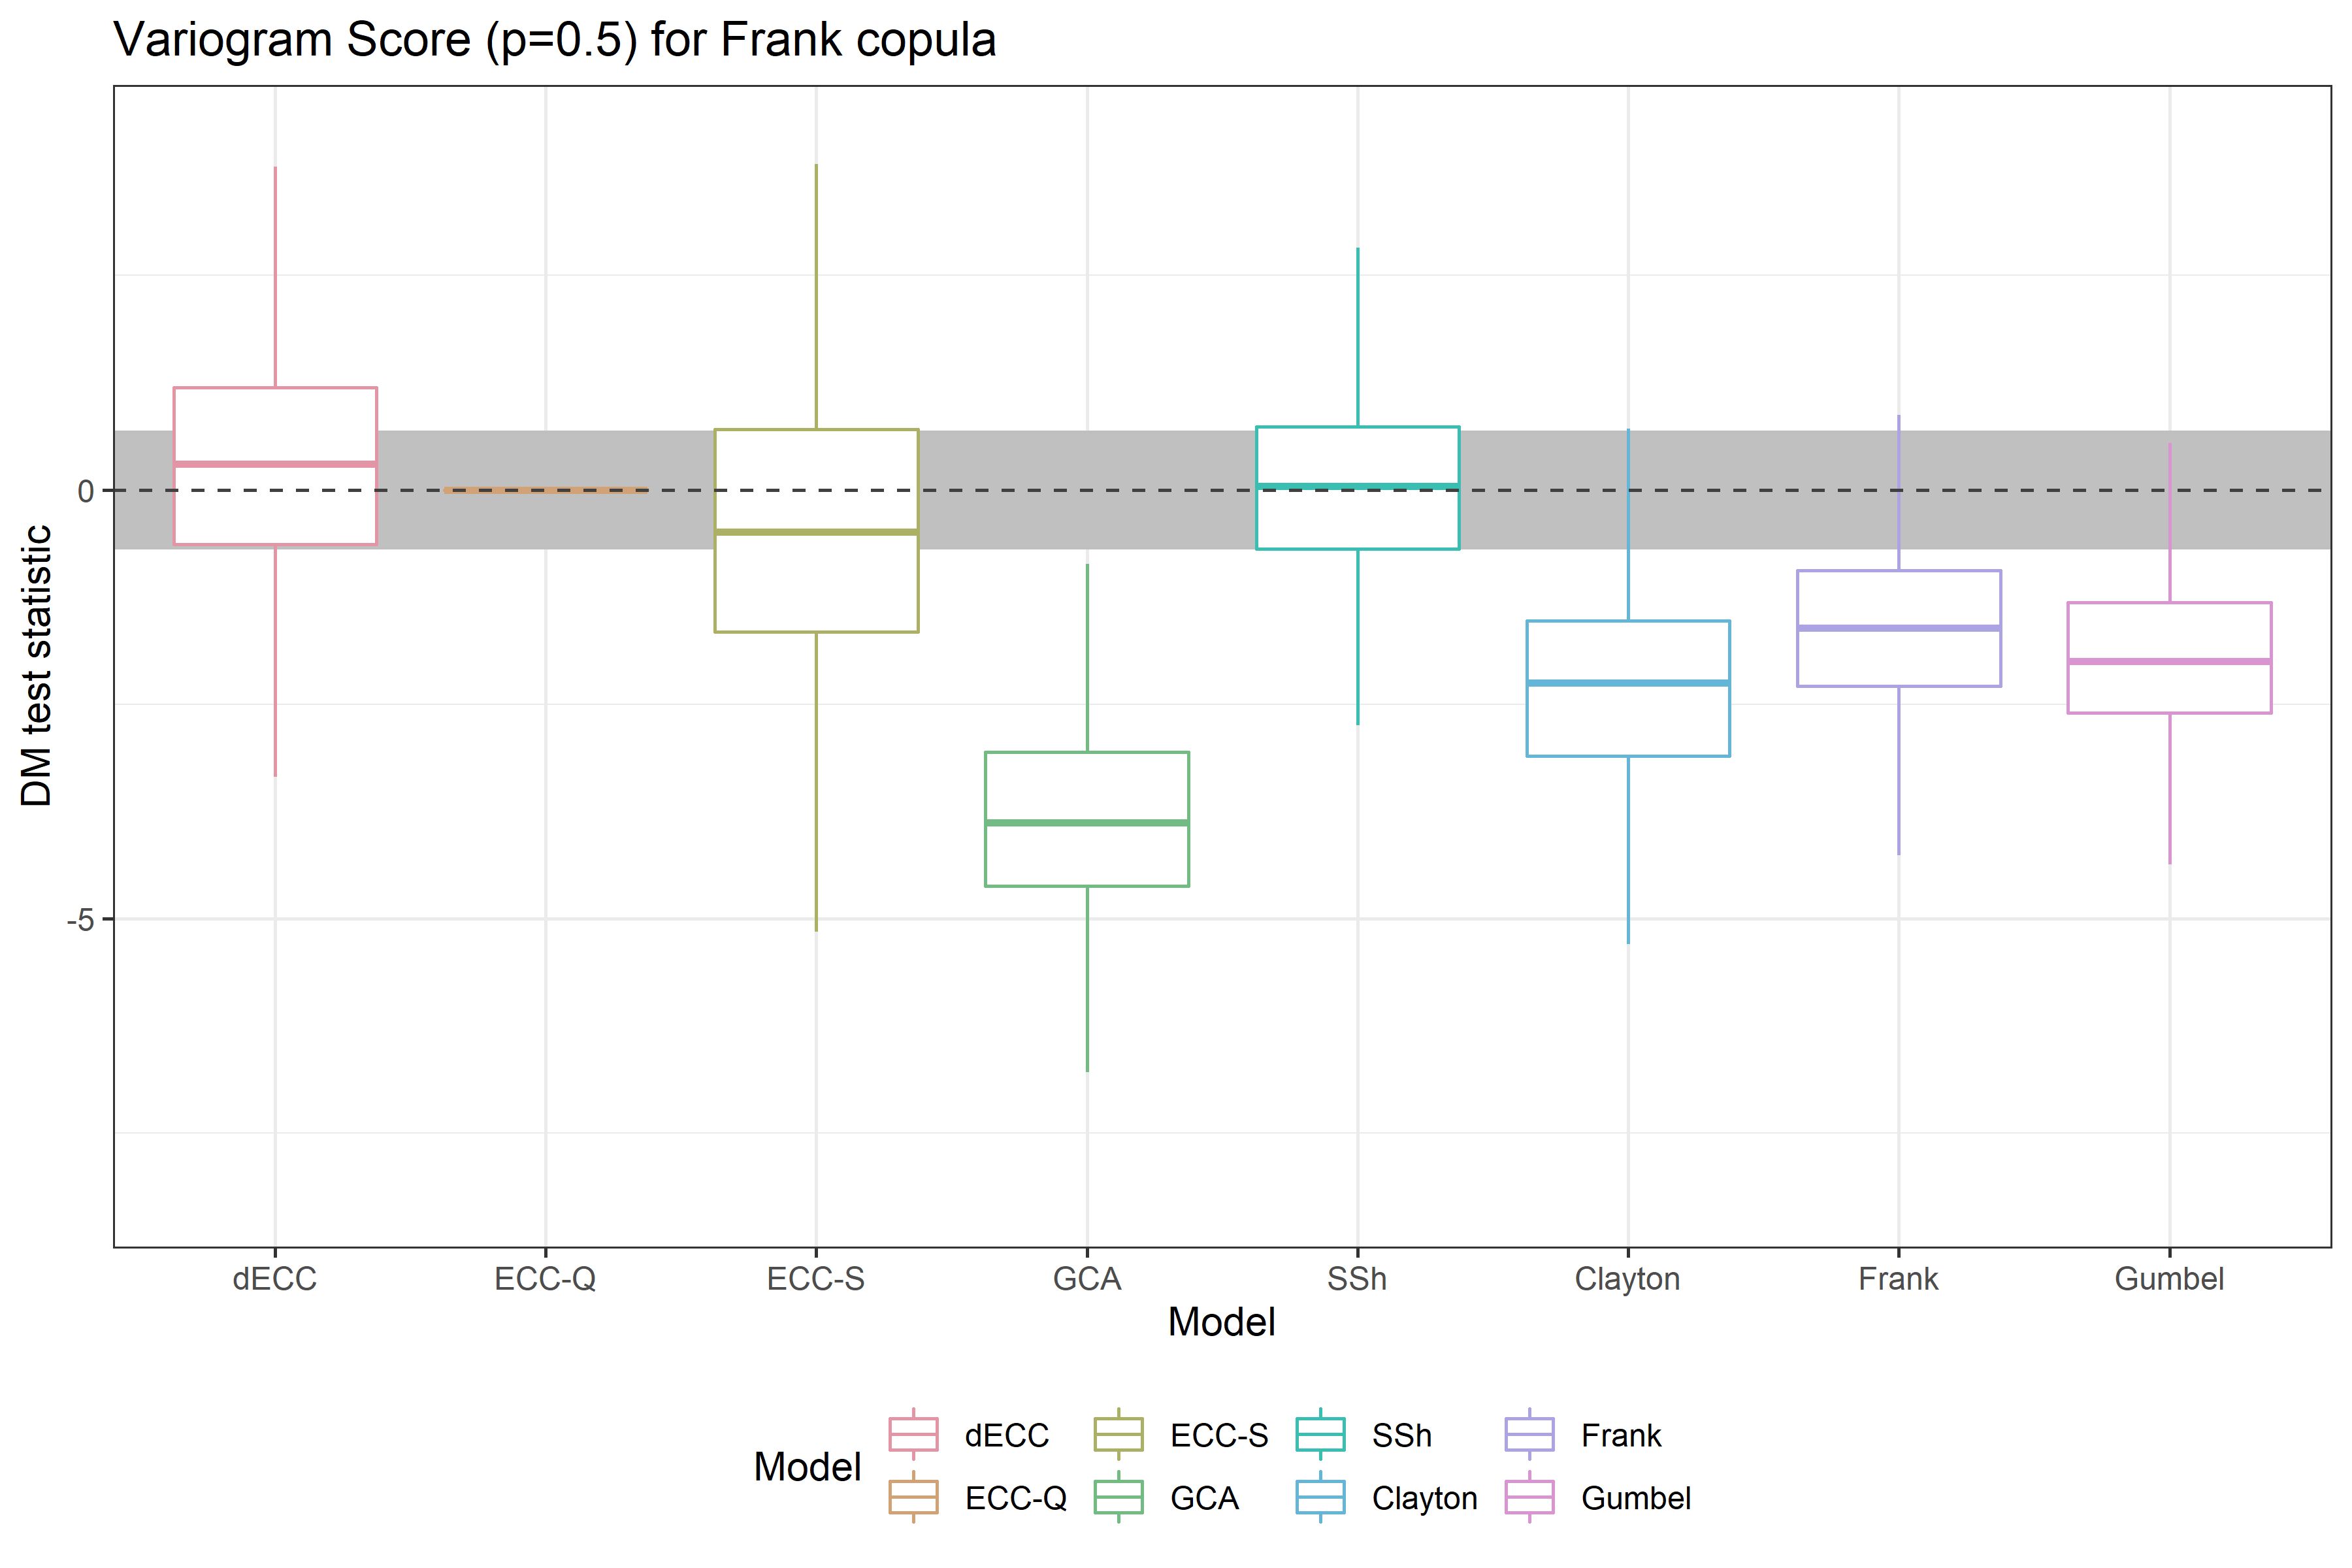 Variogram Score (p=0.5) for Frank copula
DM test statistic
0
-5
dECC ECC-Q ECC-S GCA SSh Clayton Frank Gumbel
Model
Model
dECC ECC-S SSh Frank
ECC-Q GCA Clayton Gumbel